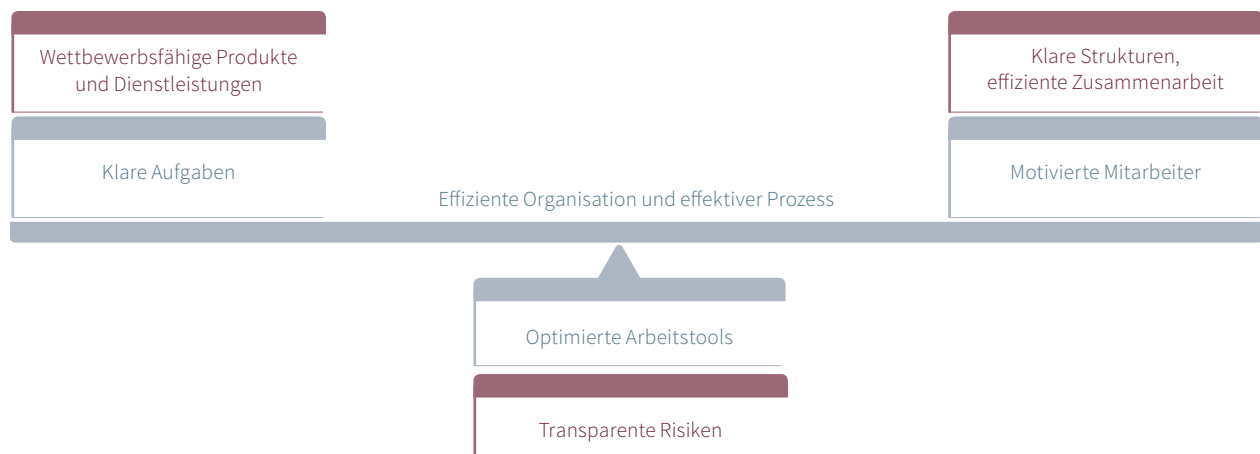 Wettbewerbsfähige Produkte
und Dienstleistungen
Klare Strukturen,
effiziente Zusammenarbeit
Klare Aufgaben
Motivierte Mitarbeiter
Effiziente Organisation und effektiver Prozess
Optimierte Arbeitstools
Transparente Risiken